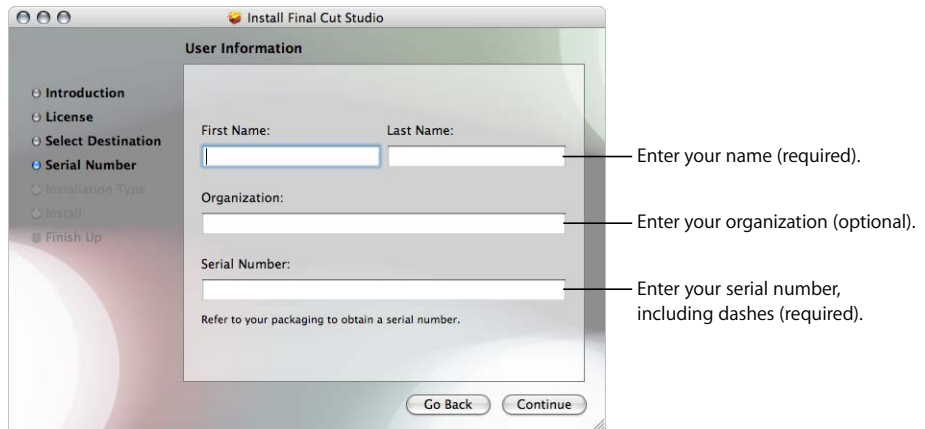 Install Final Cut Studio
User Information
Introduction
License
Select Destination
Serial Number
Installation Type
Install
Finish Up
First Name:
Last Name:
Enter your name (required).
Organization:
Enter your organization (optional).
Serial Number:
Enter your serial number,
including dashes (required).
Refer to your packaging to obtain a serial number.
Go Back
Continue